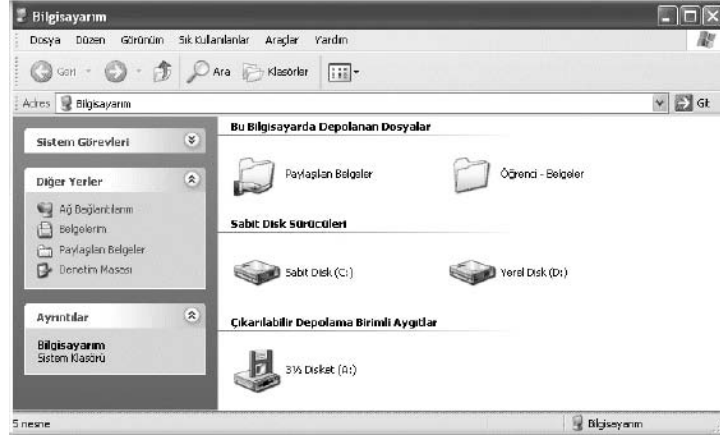 Bilgisayarım
Dosya Düzen Görünüm Sık Kullanılanlar Araçlar Yardım
Geri Ara Klasörler
Adres Bilgisayarım Git
Sistem Görevleri
Diğer Yerler
Ağ Bağlantılarım
Belgelerim
Paylaşılan Belgeler
Denetim Masası
Ayrıntılar
Bilgisayarım
Sistem Klasörü
Bu Bilgisayarda Depolanan Dosyalar
Paylaşılan Belgeler Öğrenci - Belgeler
Sabit Disk Sürücüleri
Sabit Disk (C:) Yerel Disk (D:)
Çıkarılabilir Depolama Birimli Aygıtlar
3½ Disket (A:)
5 nesne Bilgisayarım